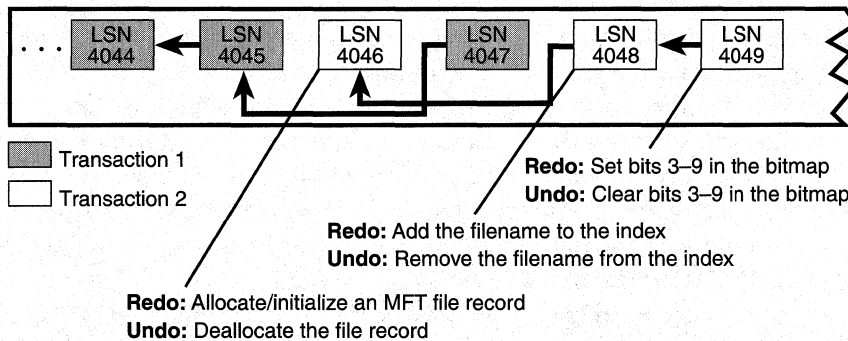 . . .
LSN
4044
LSN
4045
LSN
4046
LSN
4047
LSN
4048
LSN
4049
Transaction 1
Transaction 2
Redo: Set bits 3–9 in the bitmap
Undo: Clear bits 3–9 in the bitmap
Redo: Add the filename to the index
Undo: Remove the filename from the index
Redo: Allocate/initialize an MFT file record
Undo: Deallocate the file record